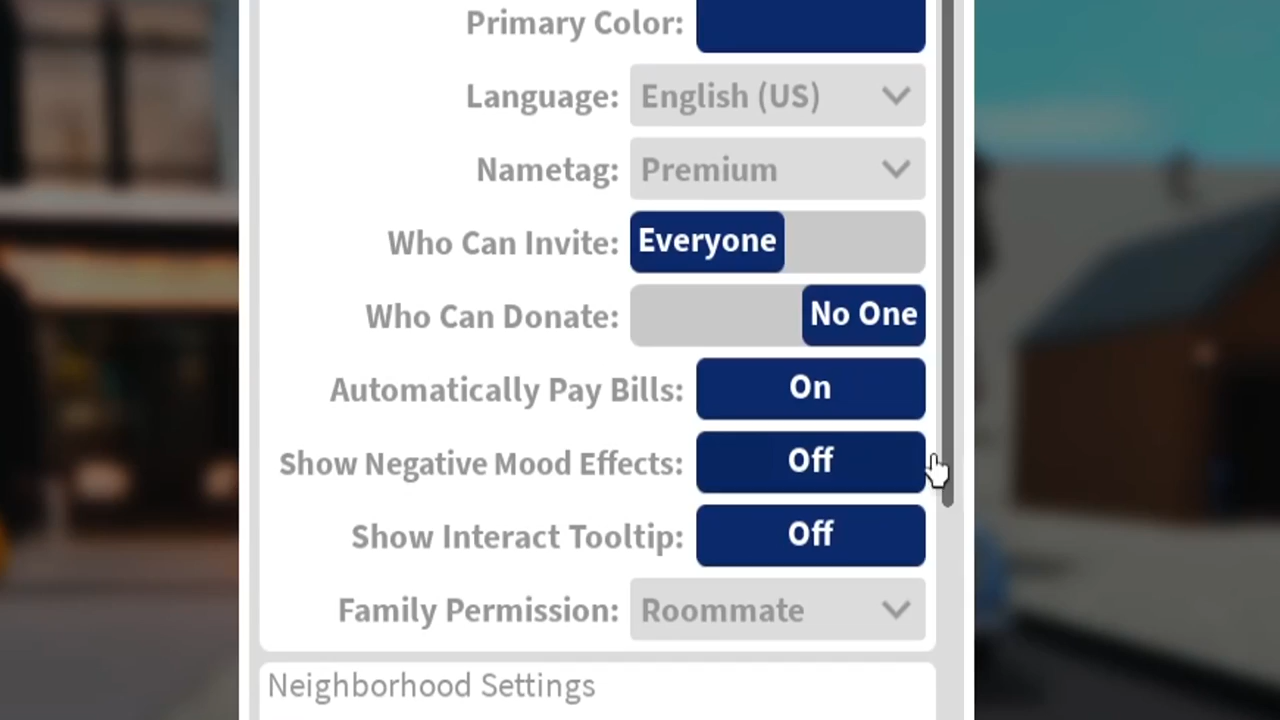 Primary Color:
Language: English (US)
Nametag: Premium
Who Can Invite: Everyone
Who Can Donate: No One
Automatically Pay Bills: On
Show Negative Mood Effects: Off
Show Interact Tooltip: Off
Family Permission: Roommate
Neighborhood Settings